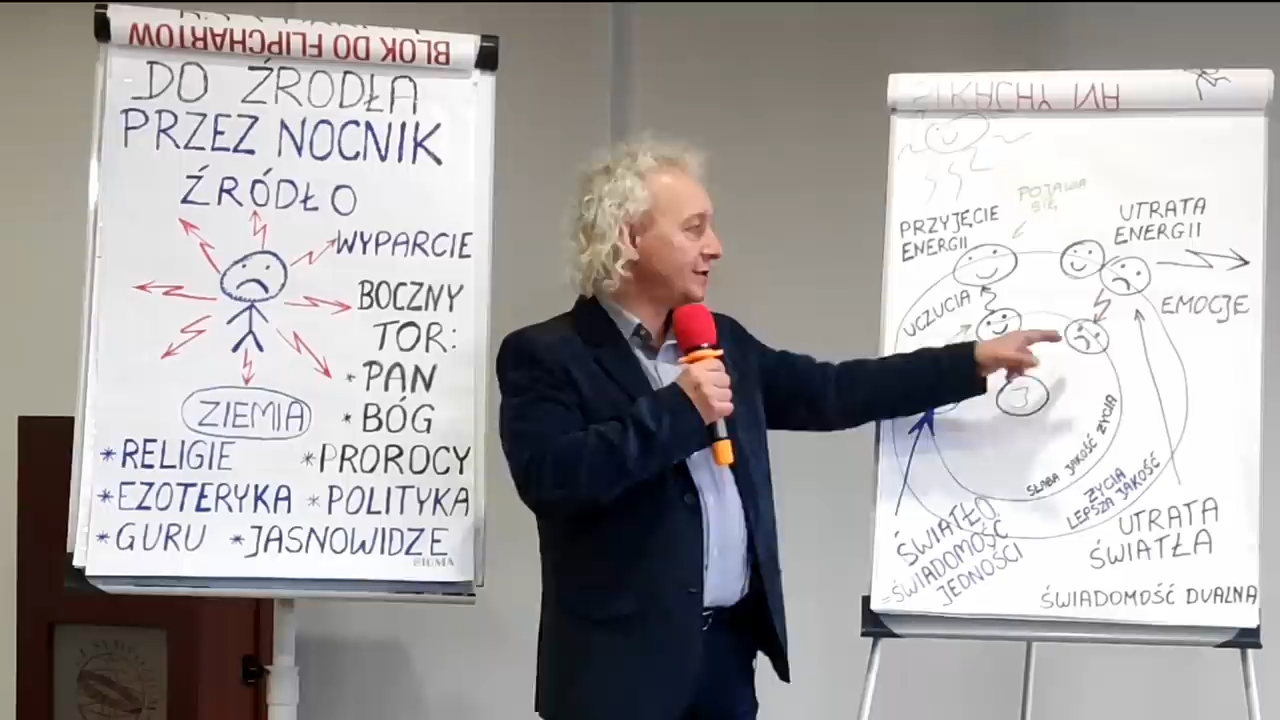 BLOK DO FLIPCHARTÓW
DO ŹRÓDŁA
PRZEZ NOCNIK
ŹRÓDŁO
WYPARCIE
BOCZNY
TOR:
* PAN
* BÓG
ZIEMIA
* RELIGIE
* PROROCY
* EZOTERYKA
* POLITYKA
* GURU
* JASNOWIDZE
POJAWIA
SIĘ
PRZYJĘCIE
ENERGII
UTRATA
ENERGII
EMOCJE
UCZUCIA
SŁABA JAKOŚĆ ŻYCIA
LEPSZA JAKOŚĆ
ŻYCIA
ŚWIATŁO
=ŚWIADOMOŚĆ
JEDNOŚCI
UTRATA
ŚWIATŁA
ŚWIADOMOŚĆ DUALNA